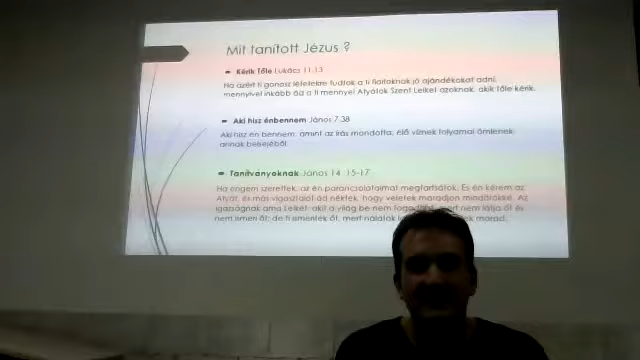 Mit tanított Jézus ?
Kérik Tőle Lukács 11:13
Ha azért ti gonosz létetekre tudtok a ti fiaitoknak jó ajándékokat adni,
mennyivel inkább ád a ti mennyei Atyátok Szent Lelket azoknak, akik tőle kérik.
Aki hisz énbennem János 7:38
Aki hisz én bennem, amint az írás mondotta, élő víznek folyamai ömlenek
annak belsejéből.
Tanítványoknak János 14: 15-17
Ha engem szerettek, az én parancsolataimat megtartsátok. És én kérem az
Atyát, és más vigasztalót ád néktek, hogy veletek maradjon mindörökké. Az
igazságnak ama Lelkét: akit a világ be nem fogadhat, mert nem látja őt és
nem ismeri őt; de ti ismeritek őt, mert nálatok marad,